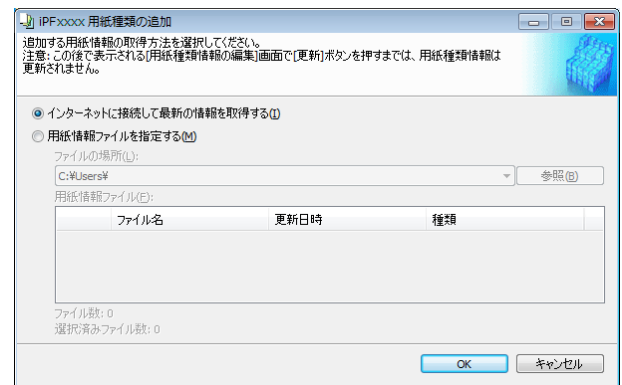 iPFxxxx 用紙種類の追加
追加する用紙情報の取得方法を選択してください。
注意: この後で表示される[用紙種類情報の編集]画面で[更新]ボタンを押すまでは、用紙種類情報は
更新されません。
インターネットに接続して最新の情報を取得する(I)
用紙情報ファイルを指定する(M)
ファイルの場所(L):
C:¥Users¥
参照(B)
用紙情報ファイル(F):
ファイル名 更新日時 種類
ファイル数: 0
選択済みファイル数: 0
OK キャンセル